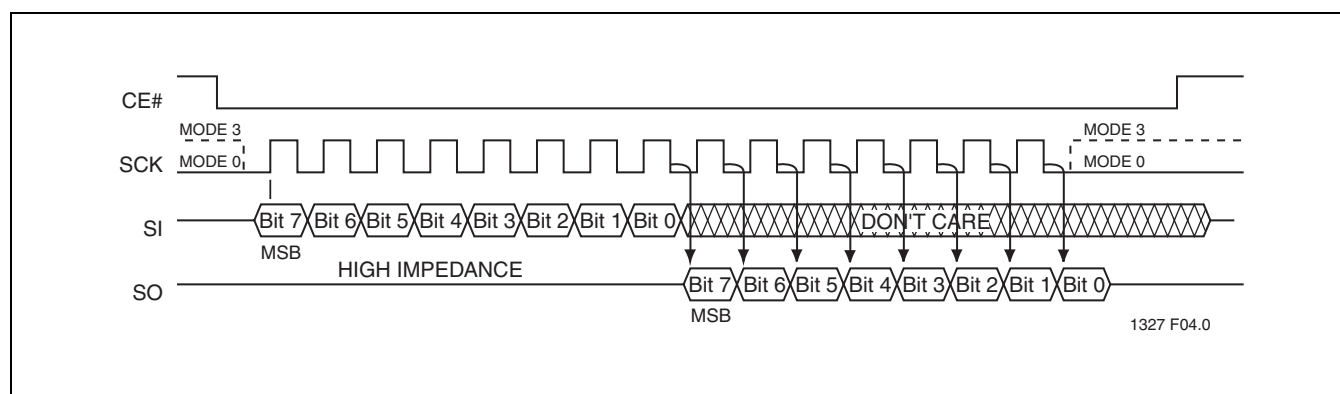 CE#
MODE 3 MODE 3
SCK MODE 0 MODE 0
SI Bit 7 Bit 6 Bit 5 Bit 4 Bit 3 Bit 2 Bit 1 Bit 0 DON'T CARE
MSB
HIGH IMPEDANCE
SO Bit 7 Bit 6 Bit 5 Bit 4 Bit 3 Bit 2 Bit 1 Bit 0
MSB
1327 F04.0